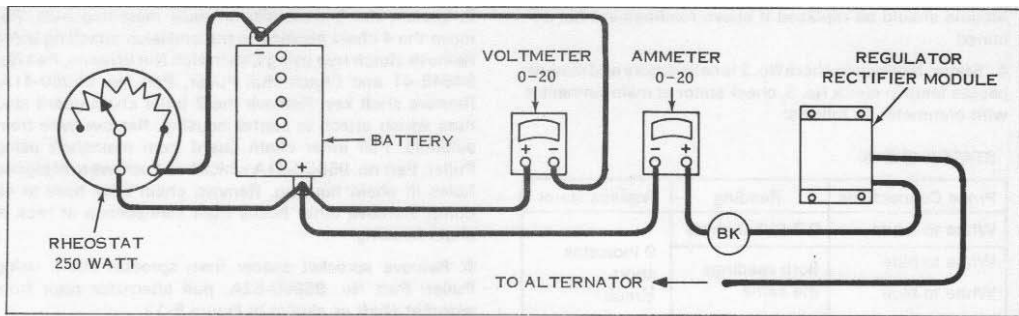 VOLTMETER
0-20
AMMETER
0-20
REGULATOR
RECTIFIER MODULE
BATTERY
RHEOSTAT
250 WATT
BK
TO ALTERNATOR